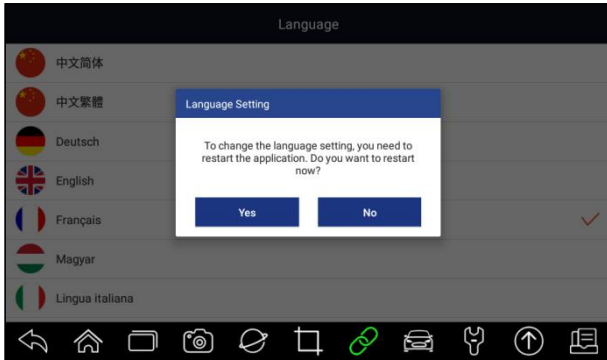 Language
中文简体
中文繁體
Deutsch
English
Français
Magyar
Lingua italiana
Language Setting
To change the language setting, you need to
restart the application. Do you want to restart
now?
Yes
No